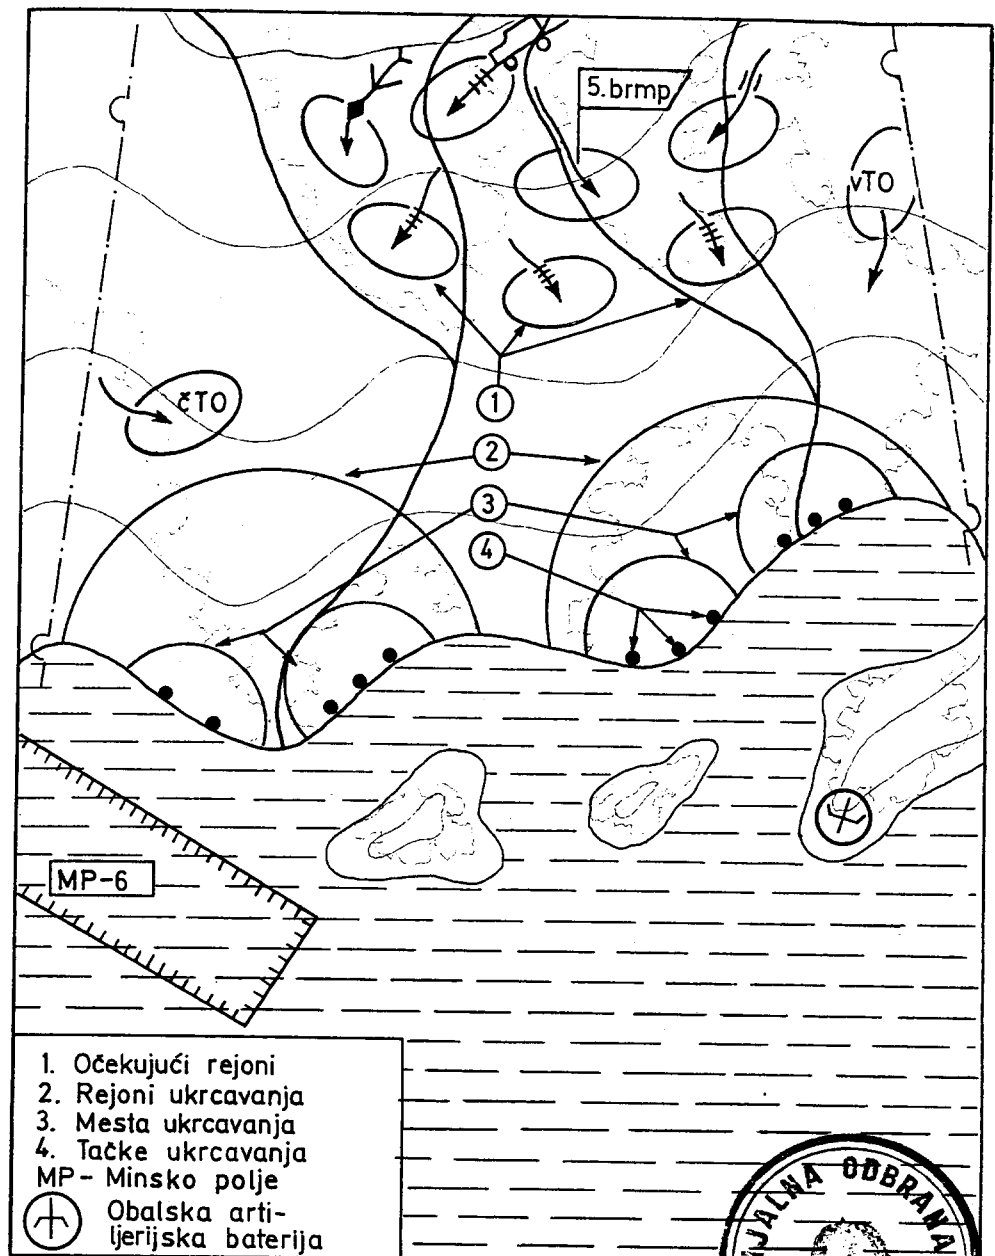 5.brmp
vTO
čTO
1
2
3
4
MP-6
1. Očekujući rejoni
2. Rejoni ukrcavanja
3. Mesta ukrcavanja
4. Tačke ukrcavanja
MP- Minsko polje
Obalska arti-
ljerijska baterija
JALNA ODBRANA